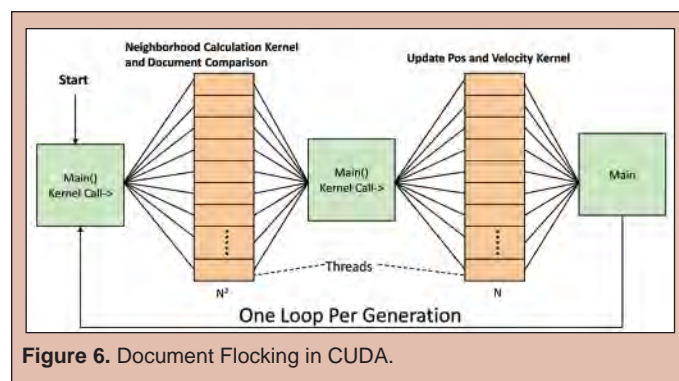 Neighborhood Calculation Kernel
and Document Comparison
Update Pos and Velocity Kernel
Start
Main()
Kernel Call->
Main()
Kernel Call->
Main
Threads
N²
N
One Loop Per Generation
Figure 6. Document Flocking in CUDA.